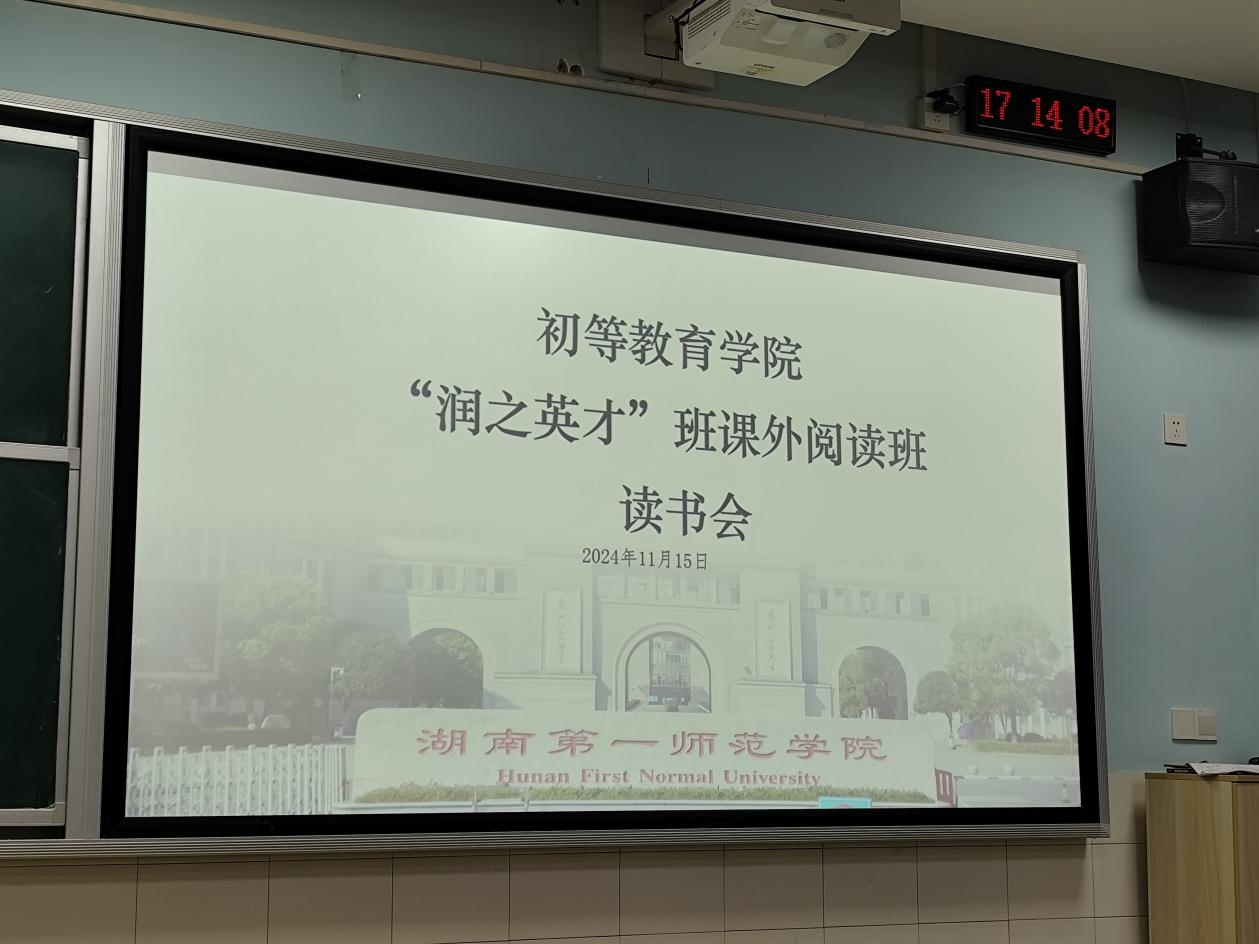 17 14 08
初等教育学院
“润之英才”班课外阅读班
读书会
2024年11月15日
湖南第一师范学院
Hunan First Normal University